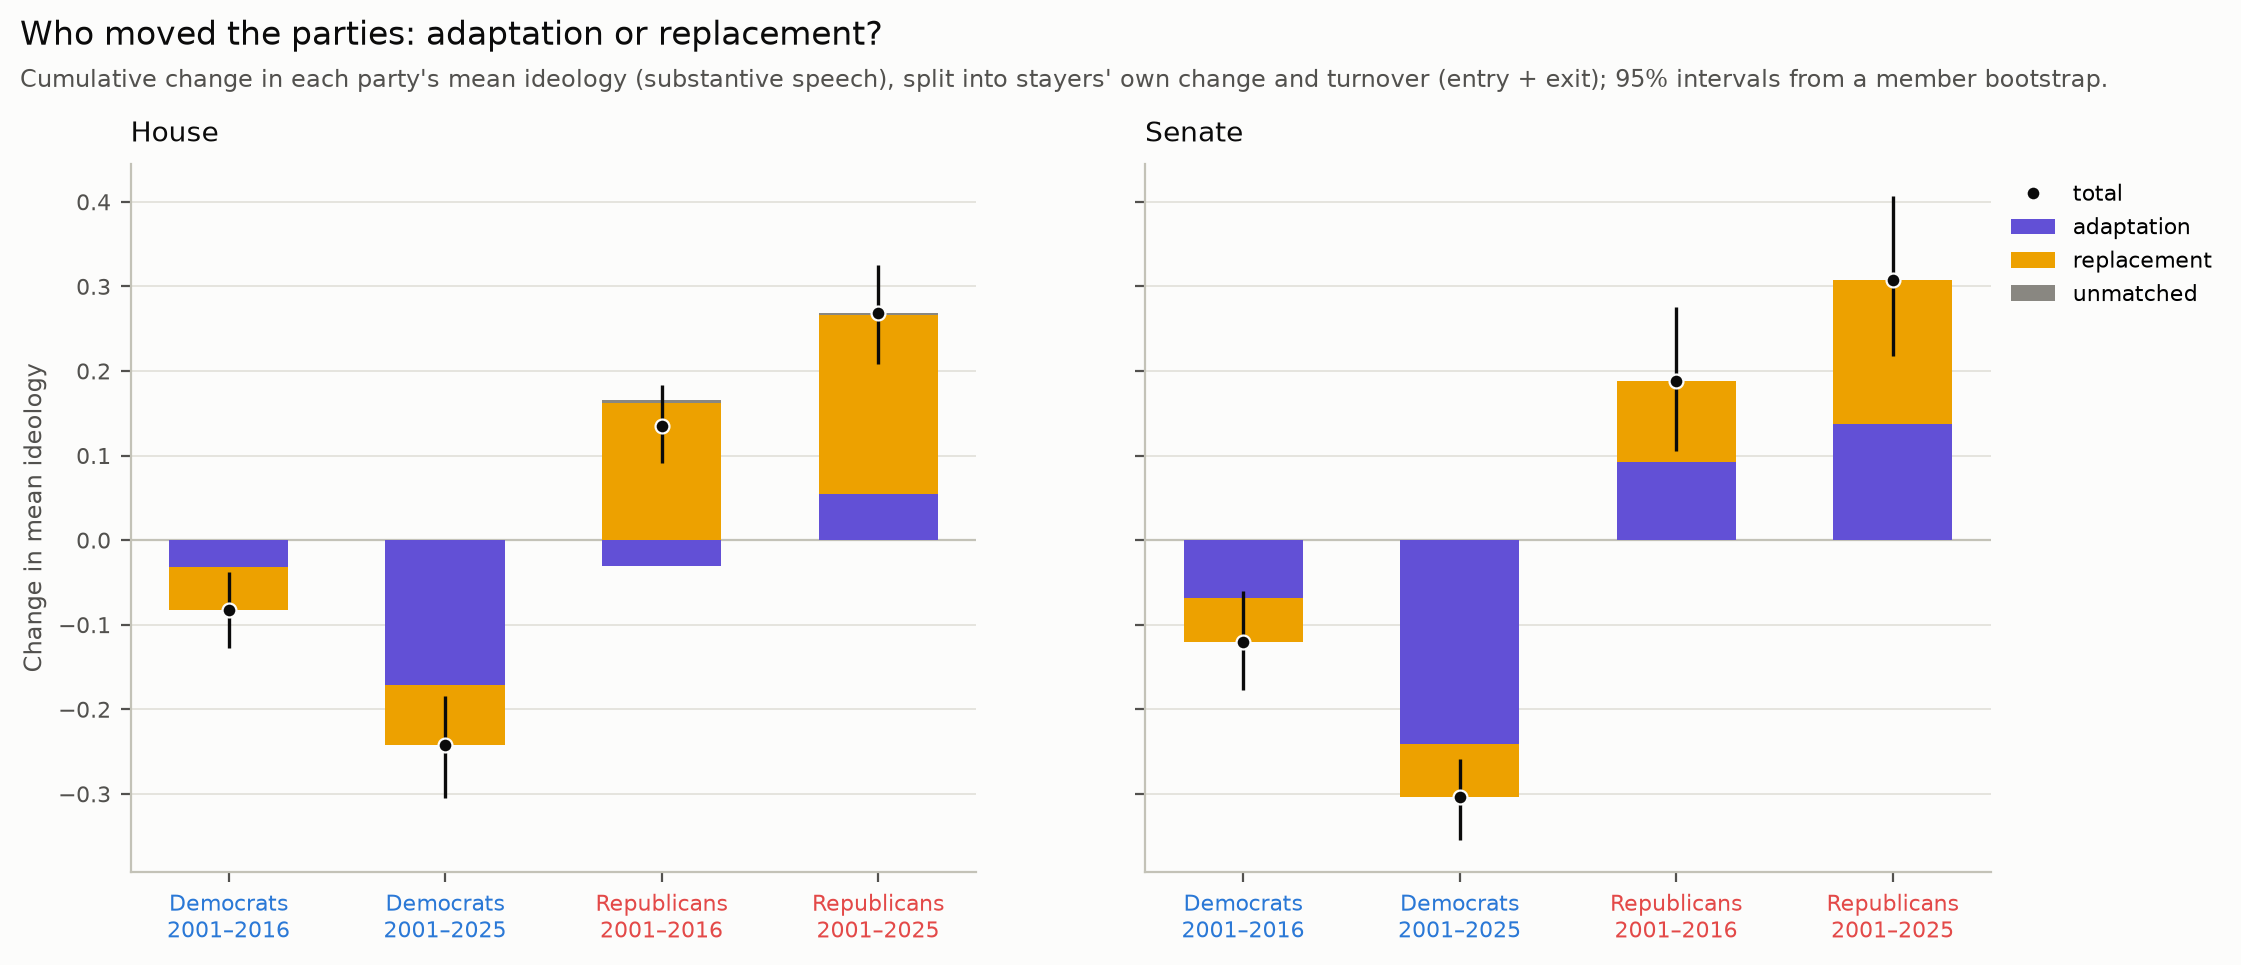 Who moved the parties: adaptation or replacement?
Cumulative change in each party's mean ideology (substantive speech), split into stayers' own change and turnover (entry + exit); 95% intervals from a member bootstrap.
House
Change in mean ideology
0.4
0.3
0.2
0.1
0.0
−0.1
−0.2
−0.3
Democrats
2001–2016
Democrats
2001–2025
Republicans
2001–2016
Republicans
2001–2025
Senate
Democrats
2001–2016
Democrats
2001–2025
Republicans
2001–2016
Republicans
2001–2025
total
adaptation
replacement
unmatched